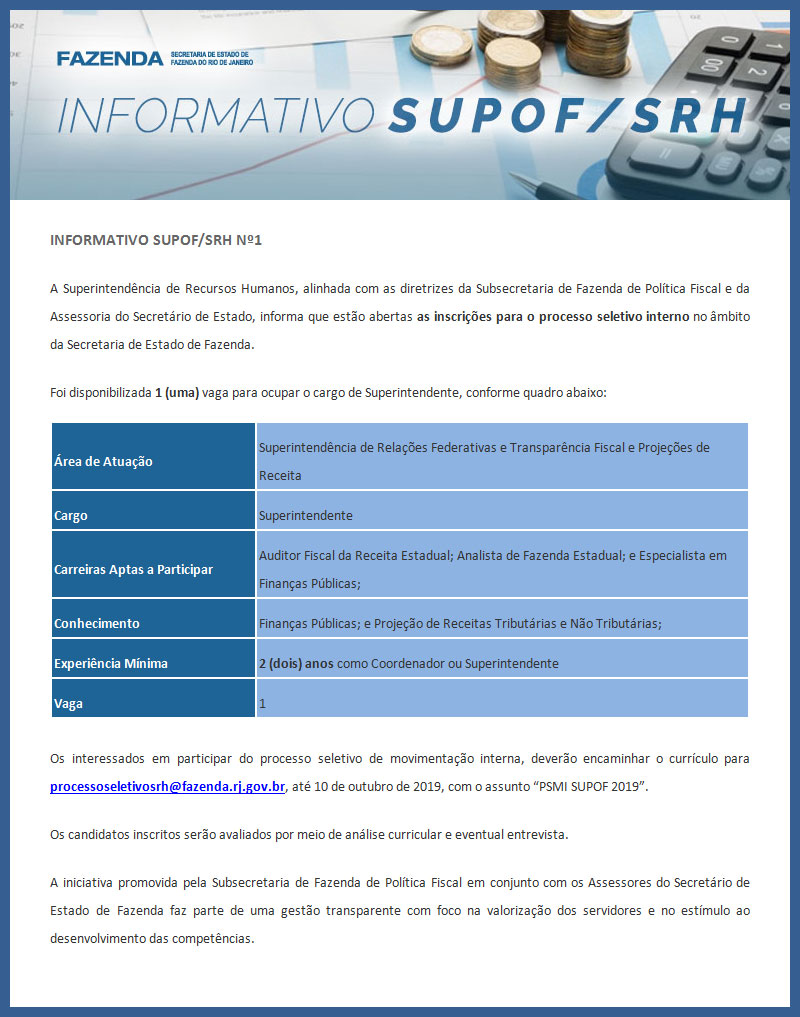 FAZENDA SECRETARIA DE ESTADO DE
FAZENDA DO RIO DE JANEIRO
INFORMATIVO SUPOF/SRH
INFORMATIVO SUPOF/SRH Nº1
A Superintendência de Recursos Humanos, alinhada com as diretrizes da Subsecretaria de Fazenda de Política Fiscal e da
Assessoria do Secretário de Estado, informa que estão abertas as inscrições para o processo seletivo interno no âmbito
da Secretaria de Estado de Fazenda.
Foi disponibilizada 1 (uma) vaga para ocupar o cargo de Superintendente, conforme quadro abaixo:
Área de Atuação
Superintendência de Relações Federativas e Transparência Fiscal e Projeções de
Receita
Cargo
Superintendente
Carreiras Aptas a Participar
Auditor Fiscal da Receita Estadual; Analista de Fazenda Estadual; e Especialista em
Finanças Públicas;
Conhecimento
Finanças Públicas; e Projeção de Receitas Tributárias e Não Tributárias;
Experiência Mínima
2 (dois) anos como Coordenador ou Superintendente
Vaga
1
Os interessados em participar do processo seletivo de movimentação interna, deverão encaminhar o currículo para
processoseletivosrh@fazenda.rj.gov.br, até 10 de outubro de 2019, com o assunto “PSMI SUPOF 2019”.
Os candidatos inscritos serão avaliados por meio de análise curricular e eventual entrevista.
A iniciativa promovida pela Subsecretaria de Fazenda de Política Fiscal em conjunto com os Assessores do Secretário de
Estado de Fazenda faz parte de uma gestão transparente com foco na valorização dos servidores e no estímulo ao
desenvolvimento das competências.